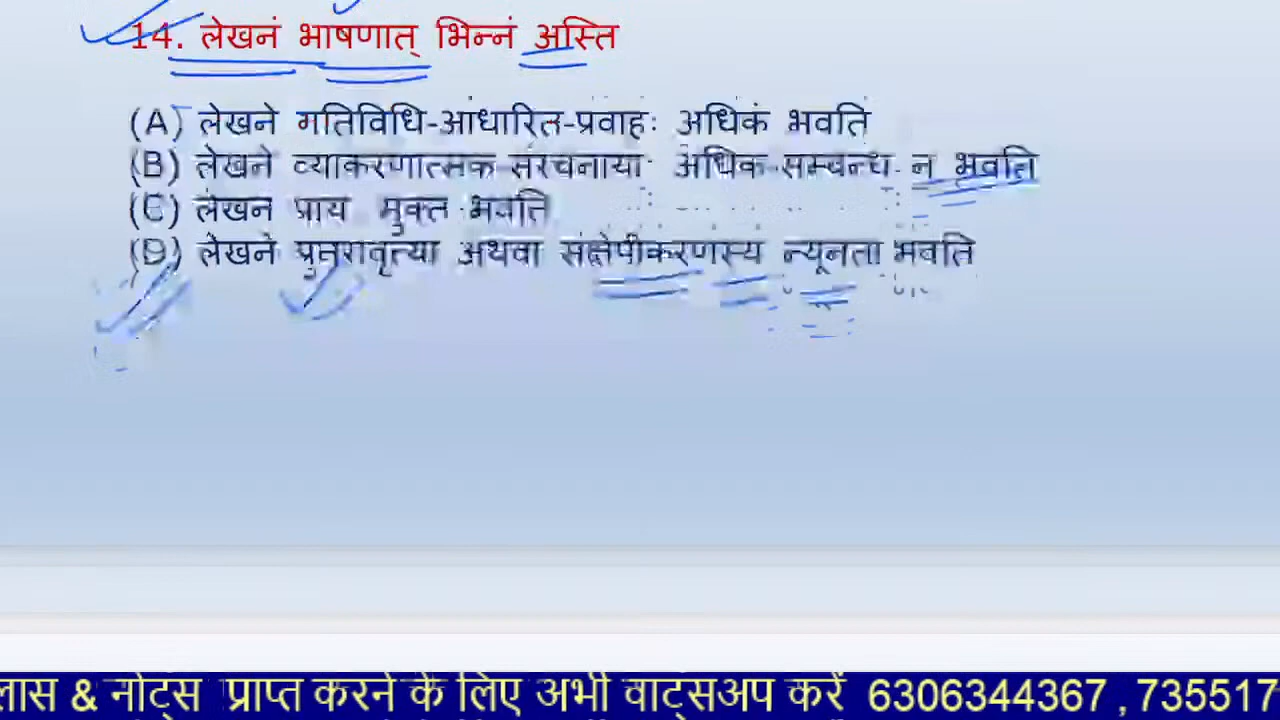 14. लेखनं भाषणात् भिन्नं अस्ति
(A) लेखने गतिविधि-आधारित-प्रवाहः अधिकं भवति
(B) लेखने व्याकरणात्मक संरचनाया अधिक-सम्बन्ध न भवति
(C) लेखन प्राय मुक्त भवति
(D) लेखने पुनरावृत्या अथवा संक्षेपीकरणस्य न्यूनता भवति
लास & नोट्स प्राप्त करने के लिए अभी वाट्सअप करें 6306344367 , 735517